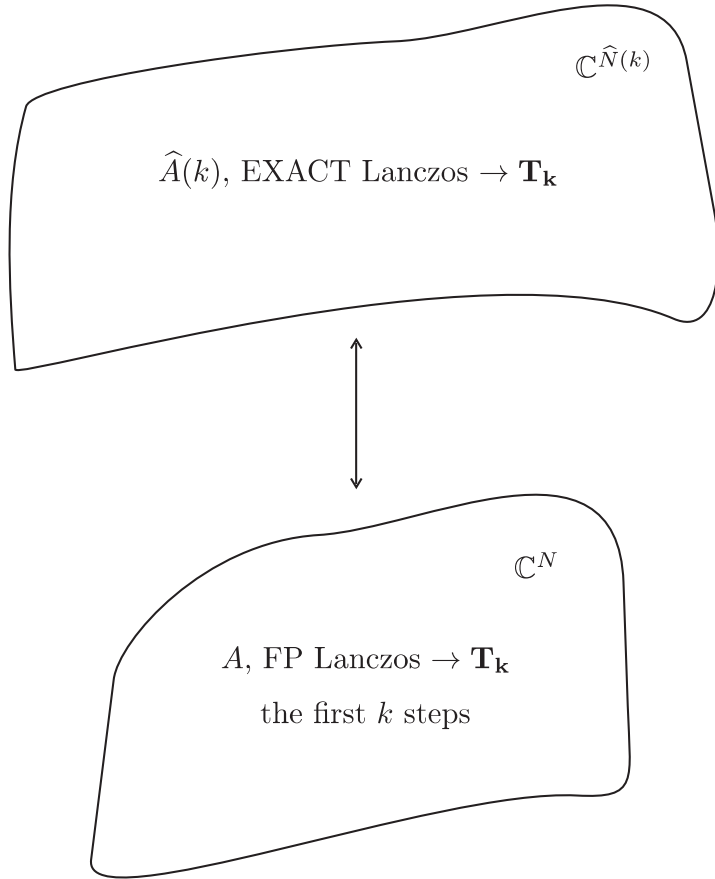 ℂ^N̂(k)
Â(k), EXACT Lanczos → T_k
ℂ^N
A, FP Lanczos → T_k
the first k steps